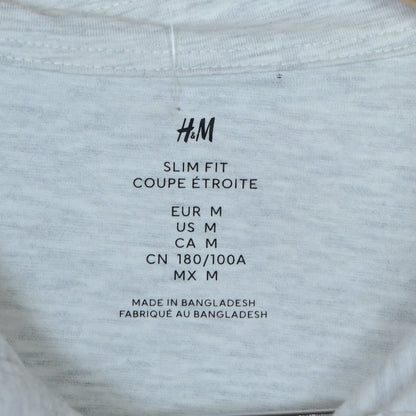 H&M
SLIM FIT
COUPE ÉTROITE
EUR M
US M
CA M
CN 180/100A
MX M
MADE IN BANGLADESH
FABRIQUÉ AU BANGLADESH